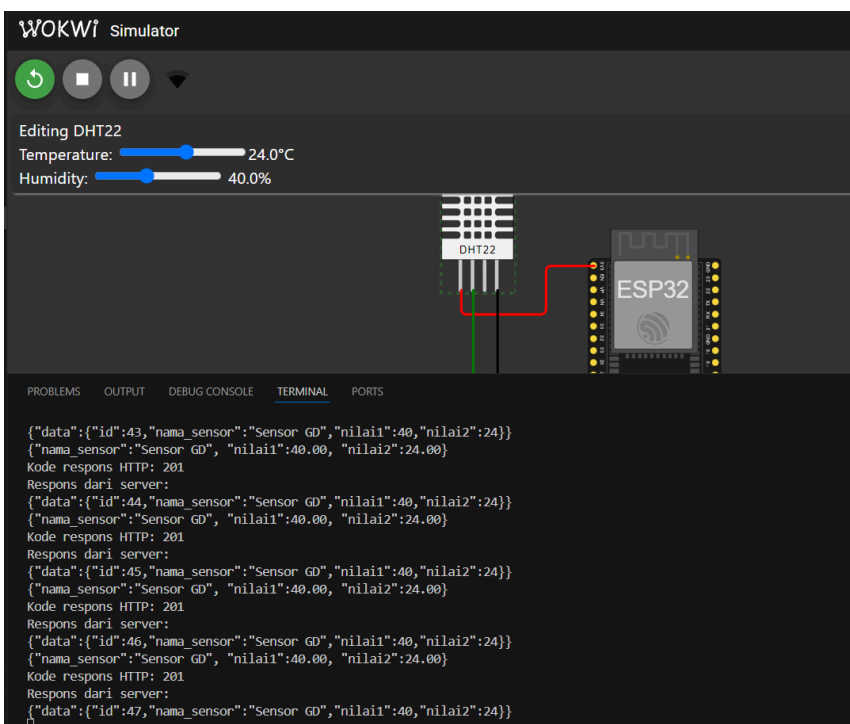 WOKWI Simulator
Editing DHT22
Temperature: 24.0°C
Humidity: 40.0%
DHT22
ESP32
PROBLEMS OUTPUT DEBUG CONSOLE TERMINAL PORTS
{"data":{"id":43,"nama_sensor":"Sensor GD","nilai1":40,"nilai2":24}}
{"nama_sensor":"Sensor GD", "nilai1":40.00, "nilai2":24.00}
Kode respons HTTP: 201
Respons dari server:
{"data":{"id":44,"nama_sensor":"Sensor GD","nilai1":40,"nilai2":24}}
{"nama_sensor":"Sensor GD", "nilai1":40.00, "nilai2":24.00}
Kode respons HTTP: 201
Respons dari server:
{"data":{"id":45,"nama_sensor":"Sensor GD","nilai1":40,"nilai2":24}}
{"nama_sensor":"Sensor GD", "nilai1":40.00, "nilai2":24.00}
Kode respons HTTP: 201
Respons dari server:
{"data":{"id":46,"nama_sensor":"Sensor GD","nilai1":40,"nilai2":24}}
{"nama_sensor":"Sensor GD", "nilai1":40.00, "nilai2":24.00}
Kode respons HTTP: 201
Respons dari server:
{"data":{"id":47,"nama_sensor":"Sensor GD","nilai1":40,"nilai2":24}}